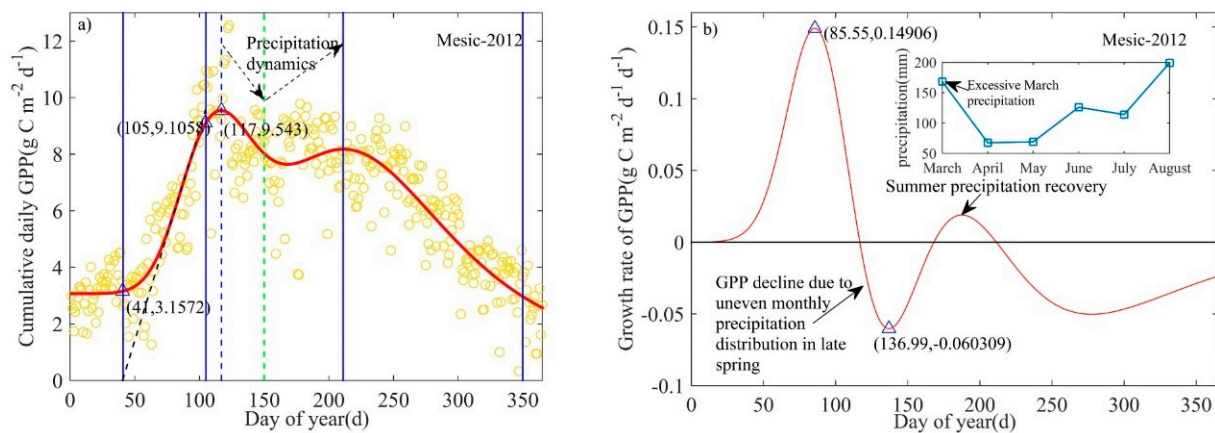 a)
Mesic-2012
Precipitation
dynamics
(105,9.1058)
(117,9.543)
(41,3.1572)
Cumulative daily GPP(g C m⁻² d⁻¹)
14
12
10
8
6
4
2
0
0 50 100 150 200 250 300 350
Day of year(d)
b)
(85.55,0.14906)
Mesic-2012
precipitation(mm)
200
150
100
50
Excessive March
precipitation
March April May June July August
Summer precipitation recovery
GPP decline due to
uneven monthly
precipitation
distribution in late
spring
(136.99,-0.060309)
Growth rate of GPP(g C m⁻² d⁻¹ d⁻¹)
0.15
0.1
0.05
0
-0.05
-0.1
0 50 100 150 200 250 300 350
Day of year(d)